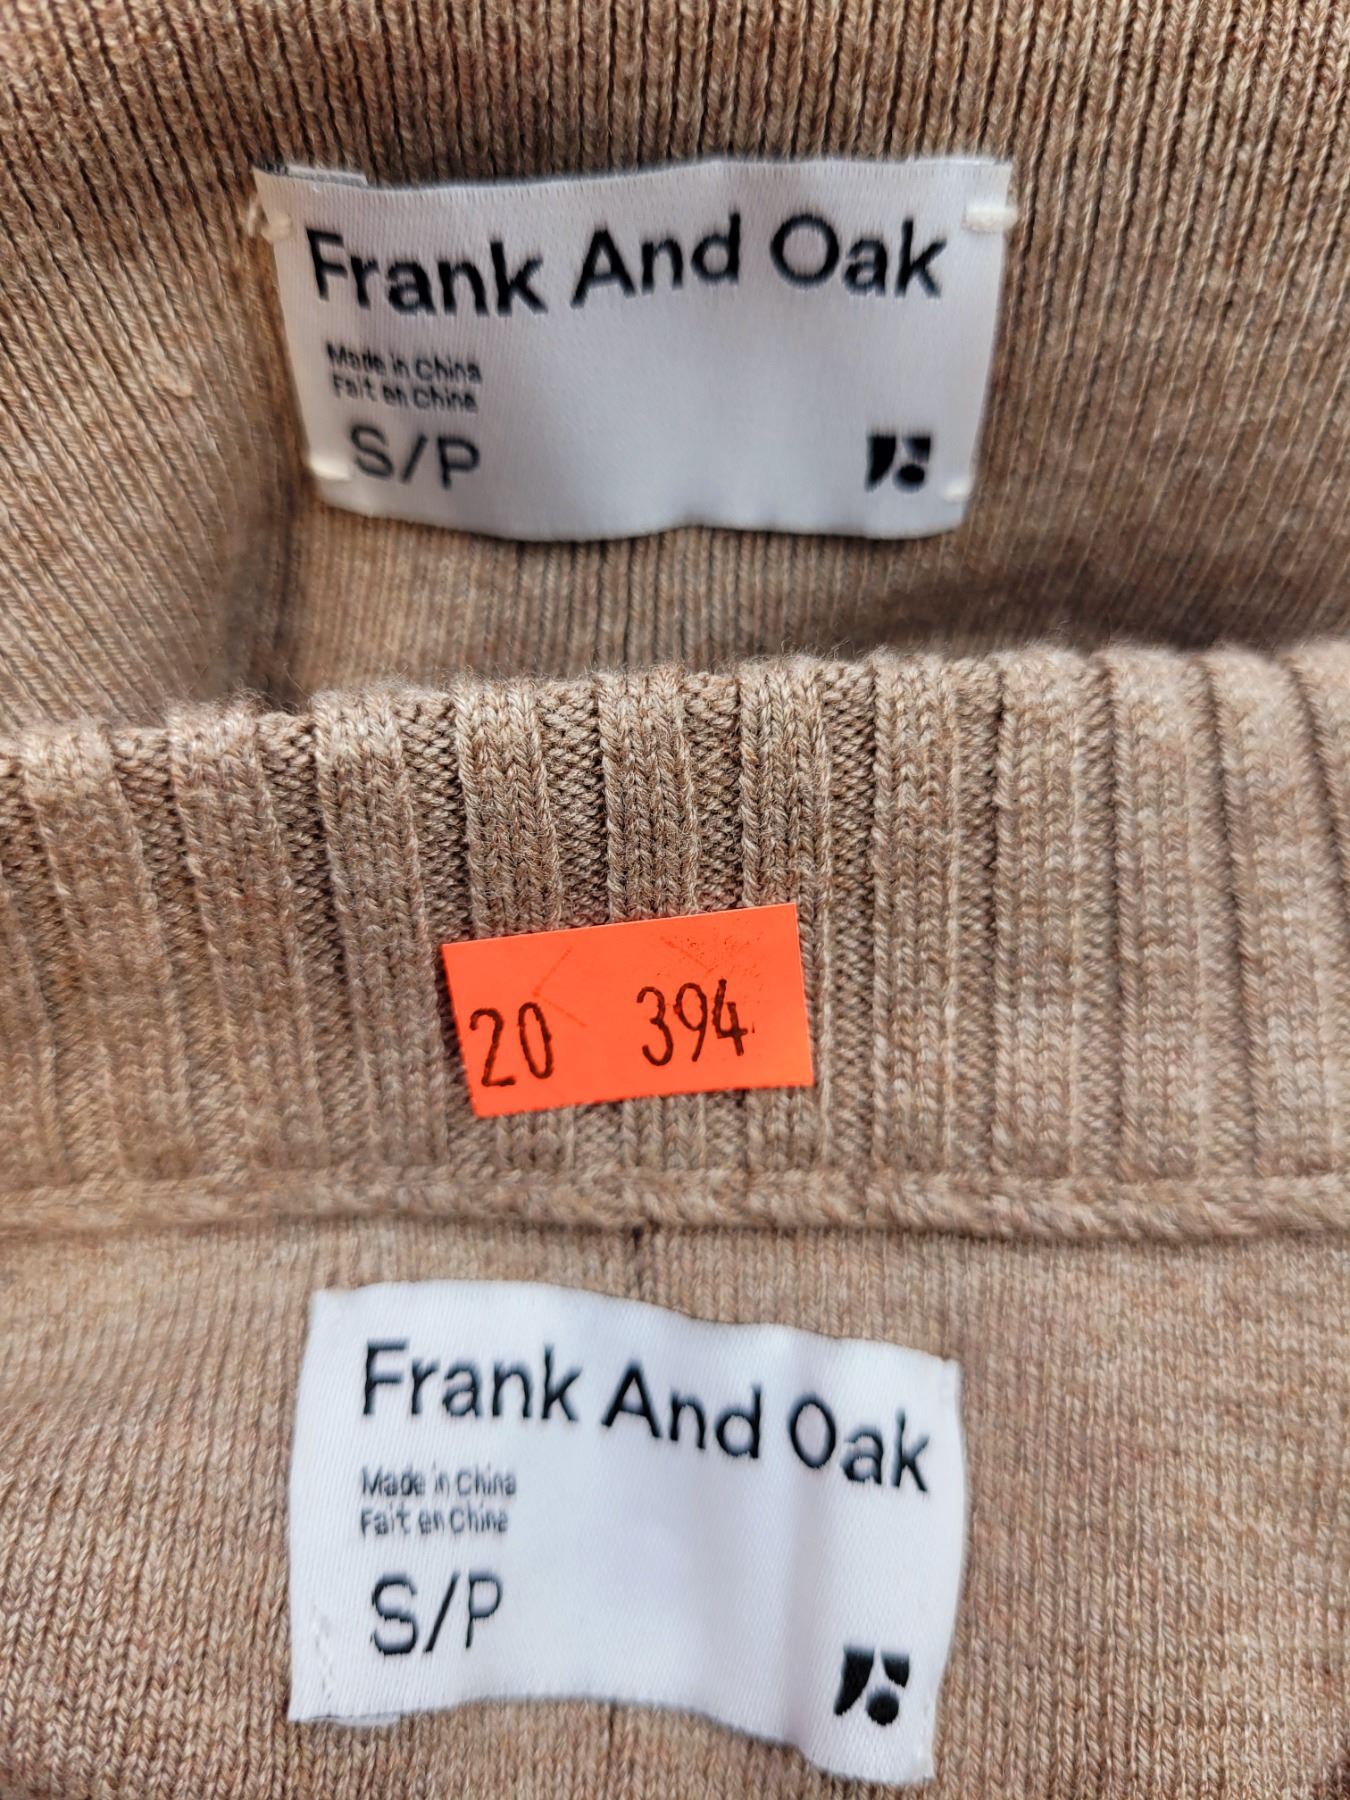 Frank And Oak
Made in China
Fait en Chine
S/P
20 394
Frank And Oak
Made in China
Fait en Chine
S/P